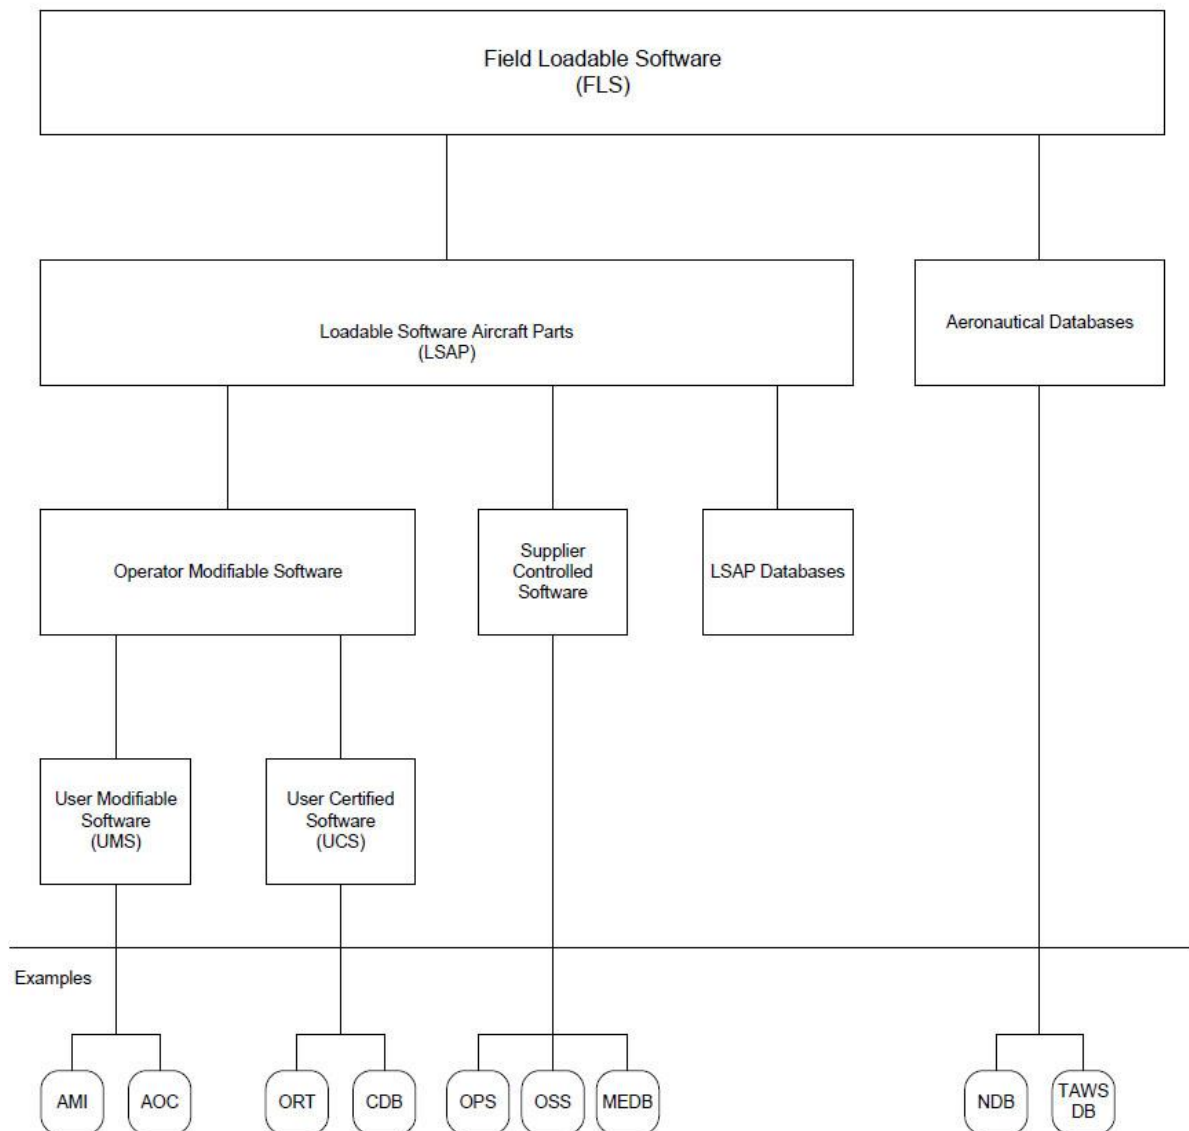 Field Loadable Software
(FLS)
Loadable Software Aircraft Parts
(LSAP)
Aeronautical Databases
Operator Modifiable Software
Supplier
Controlled
Software
LSAP Databases
User Modifiable
Software
(UMS)
User Certified
Software
(UCS)
Examples
AMI
AOC
ORT
CDB
OPS
OSS
MEDB
NDB
TAWS
DB